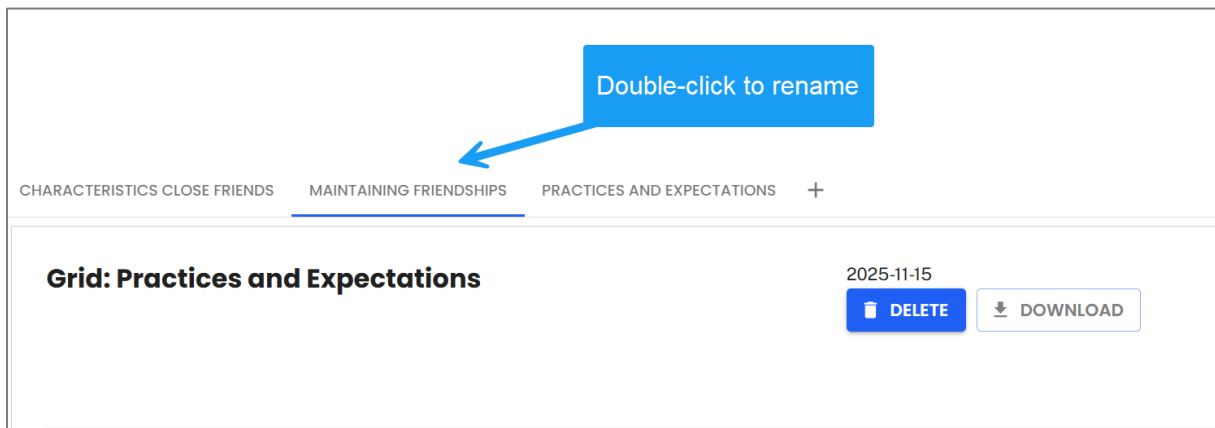 Double-click to rename
CHARACTERISTICS CLOSE FRIENDS MAINTAINING FRIENDSHIPS PRACTICES AND EXPECTATIONS +
Grid: Practices and Expectations
2025-11-15
DELETE DOWNLOAD